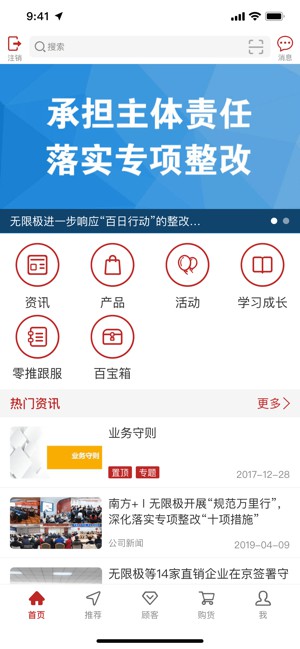 9:41
注销
搜索
消息
承担主体责任
落实专项整改
无限极进一步响应“百日行动”的整改...
资讯
产品
活动
学习成长
零推跟服
百宝箱
热门资讯
更多
业务守则
业务守则
置顶 专题
2017-12-28
南方+ | 无限极开展“规范万里行”,
深化落实专项整改“十项措施”
公司新闻
2019-04-09
无限极等14家直销企业在京签署守
首页
推荐
顾客
购货
我